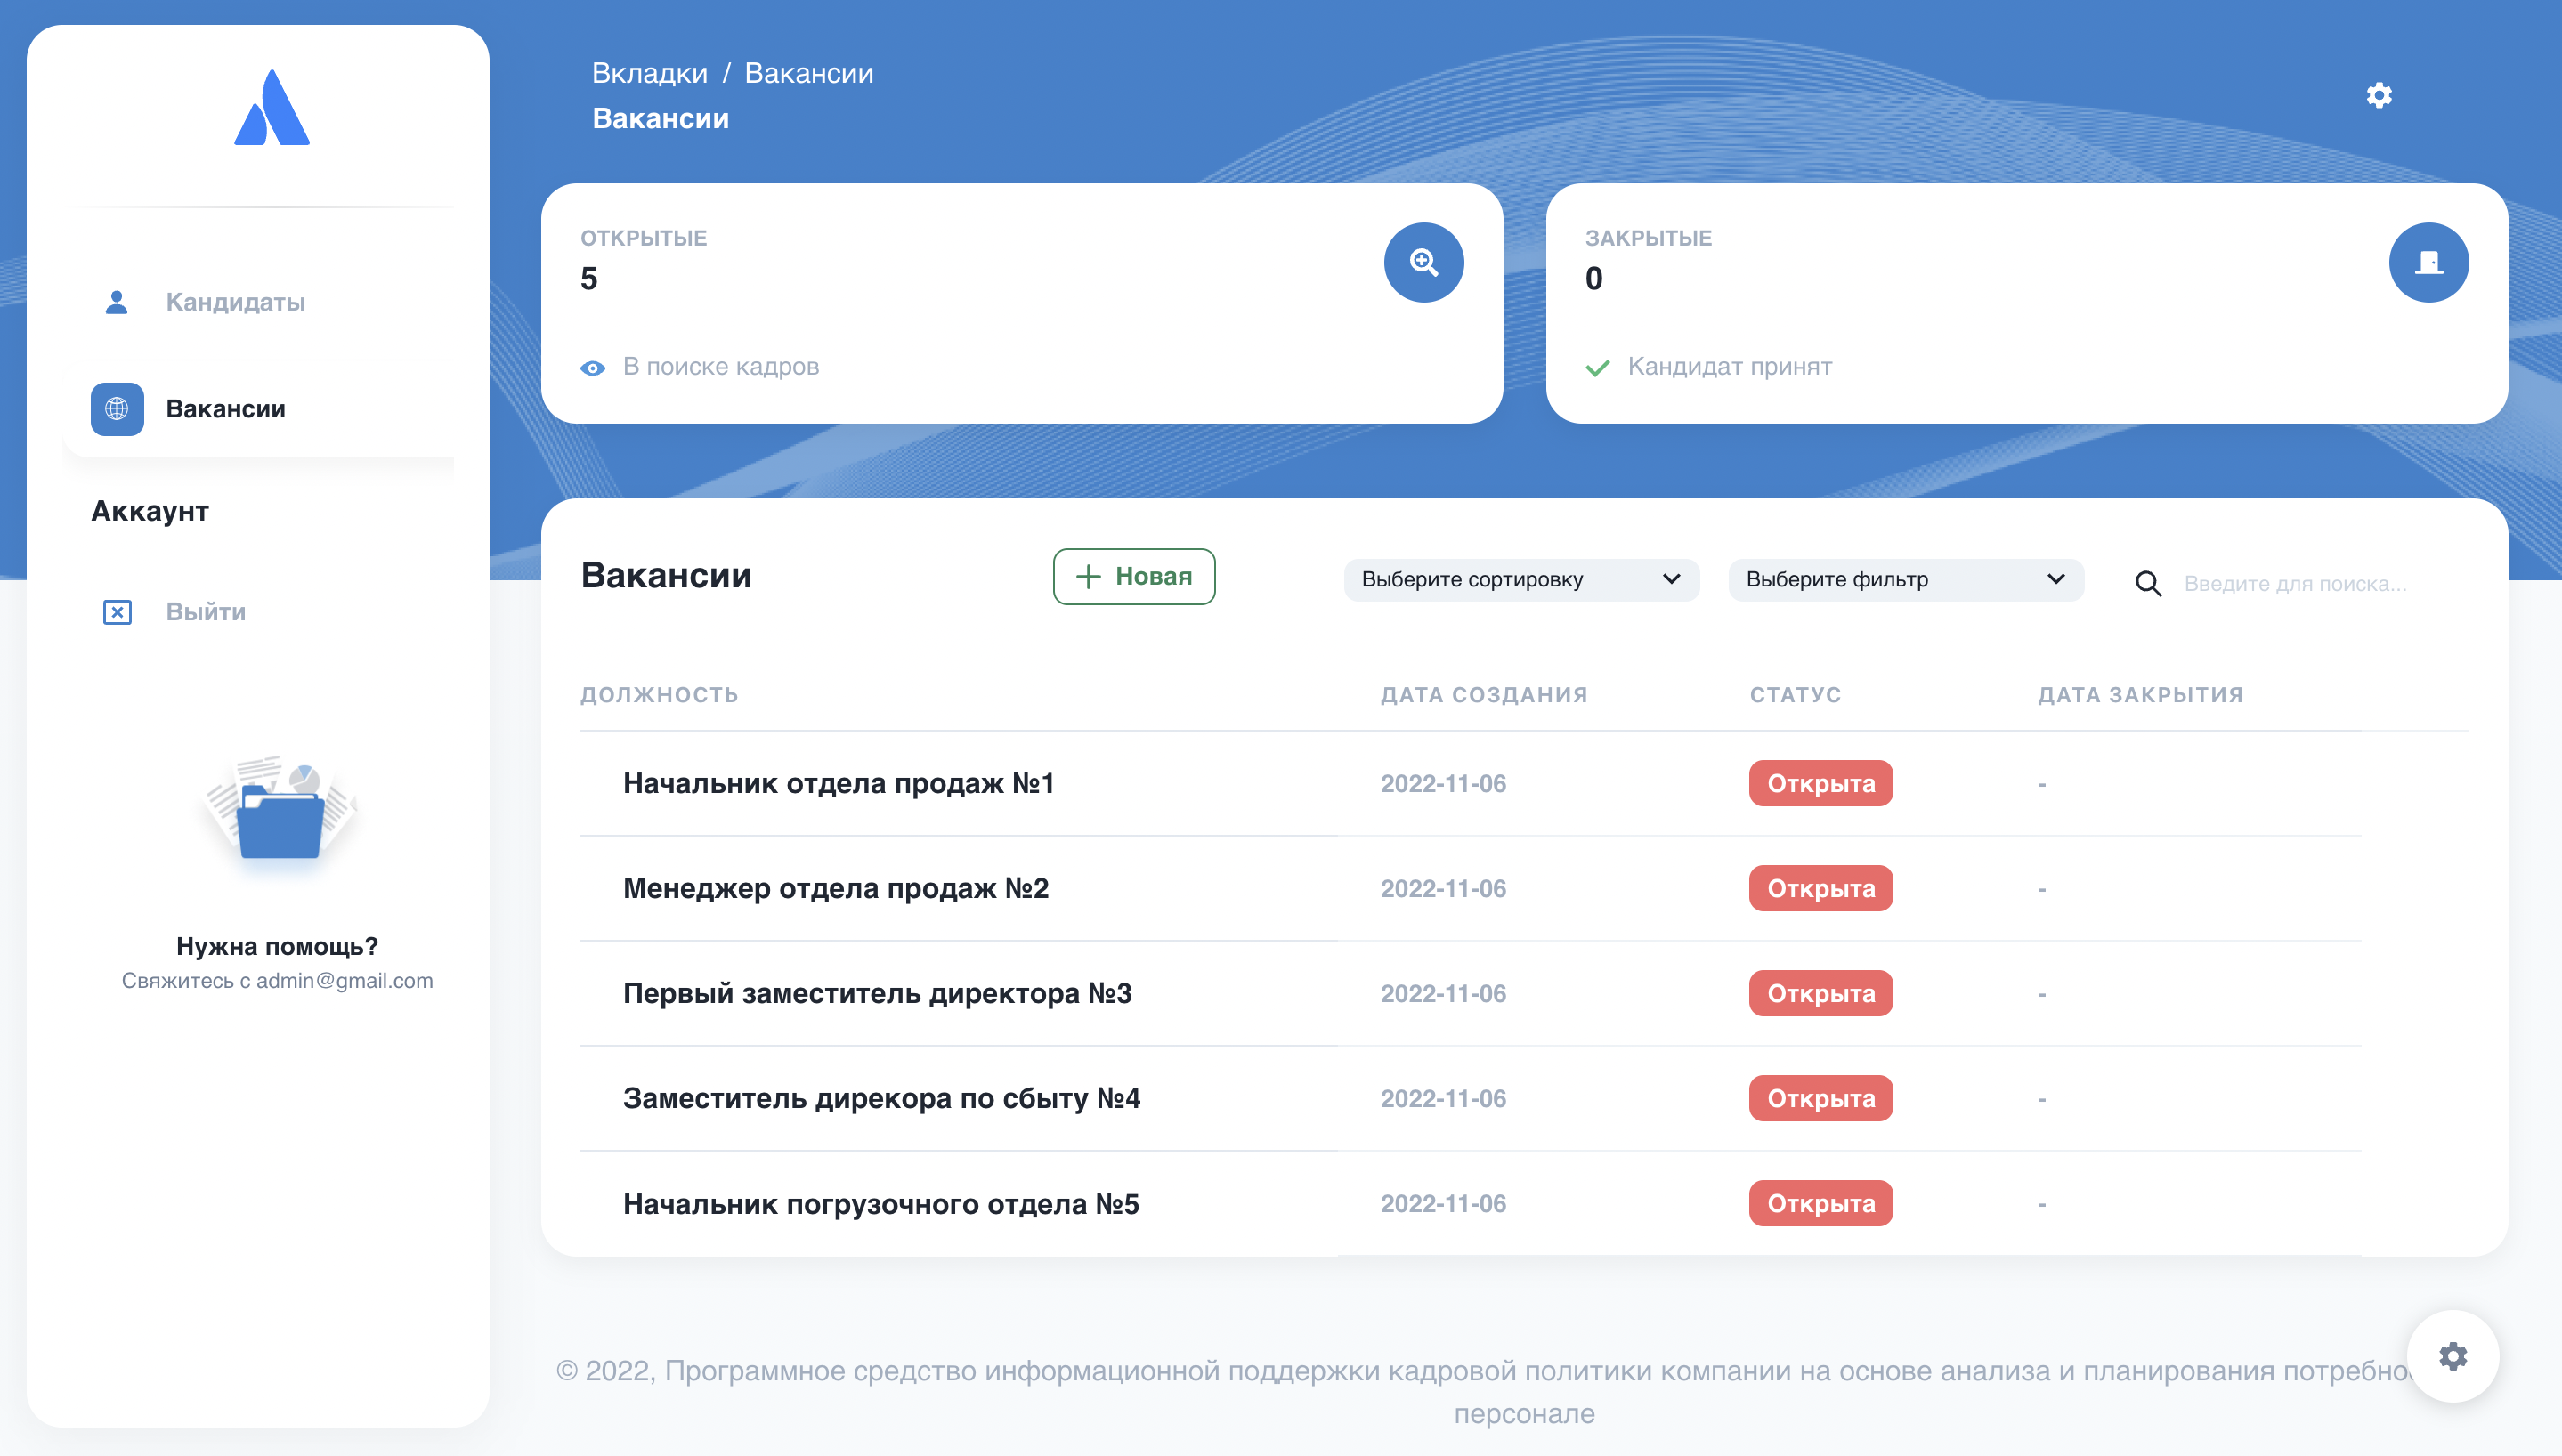 Вкладки / Вакансии
Вакансии
Кандидаты
Вакансии
Аккаунт
Выйти
Нужна помощь?
Свяжитесь с admin@gmail.com
ОТКРЫТЫЕ
5
В поиске кадров
ЗАКРЫТЫЕ
0
Кандидат принят
Вакансии
Новая
Выберите сортировку
Выберите фильтр
Введите для поиска...
ДОЛЖНОСТЬ ДАТА СОЗДАНИЯ СТАТУС ДАТА ЗАКРЫТИЯ
Начальник отдела продаж №1 2022-11-06 Открыта -
Менеджер отдела продаж №2 2022-11-06 Открыта -
Первый заместитель директора №3 2022-11-06 Открыта -
Заместитель дирекора по сбыту №4 2022-11-06 Открыта -
Начальник погрузочного отдела №5 2022-11-06 Открыта -
© 2022, Программное средство информационной поддержки кадровой политики компании на основе анализа и планирования
персонале